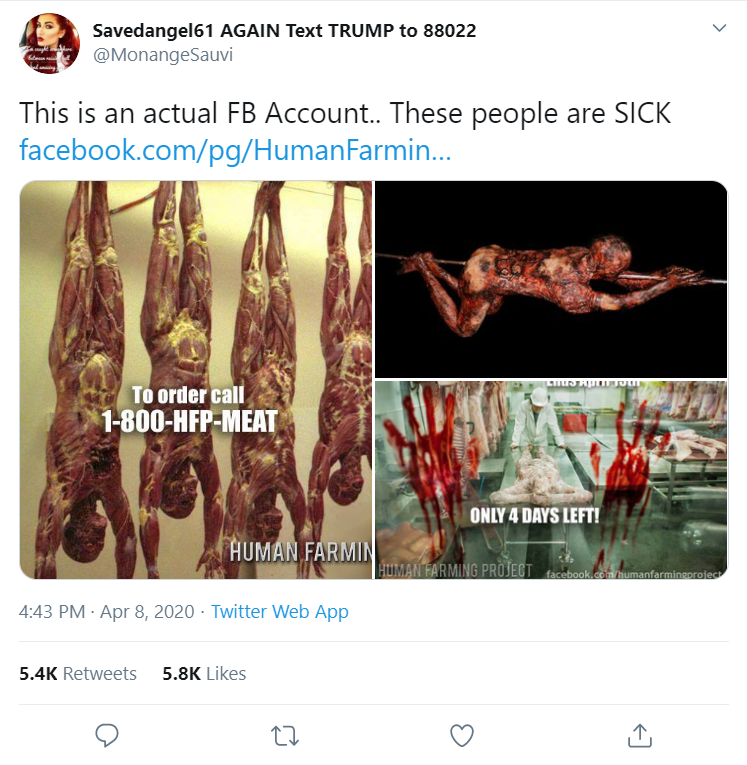 Savedangel61 AGAIN Text TRUMP to 88022
@MonangeSauvi
This is an actual FB Account.. These people are SICK
facebook.com/pg/HumanFarmin...
To order call
1-800-HFP-MEAT
HUMAN FARMIN
ONLY 4 DAYS LEFT!
HUMAN FARMING PROJECT
facebook.com/humanfarmingproject
4:43 PM · Apr 8, 2020 · Twitter Web App
5.4K Retweets 5.8K Likes